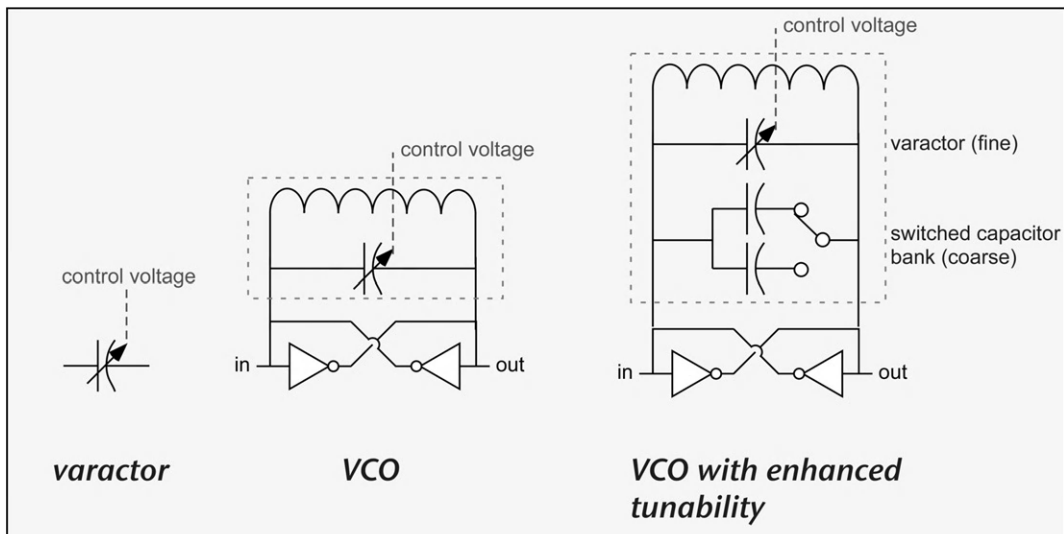 control voltage
varactor
control voltage
in
out
VCO
control voltage
varactor (fine)
switched capacitor
bank (coarse)
in
out
VCO with enhanced
tunability